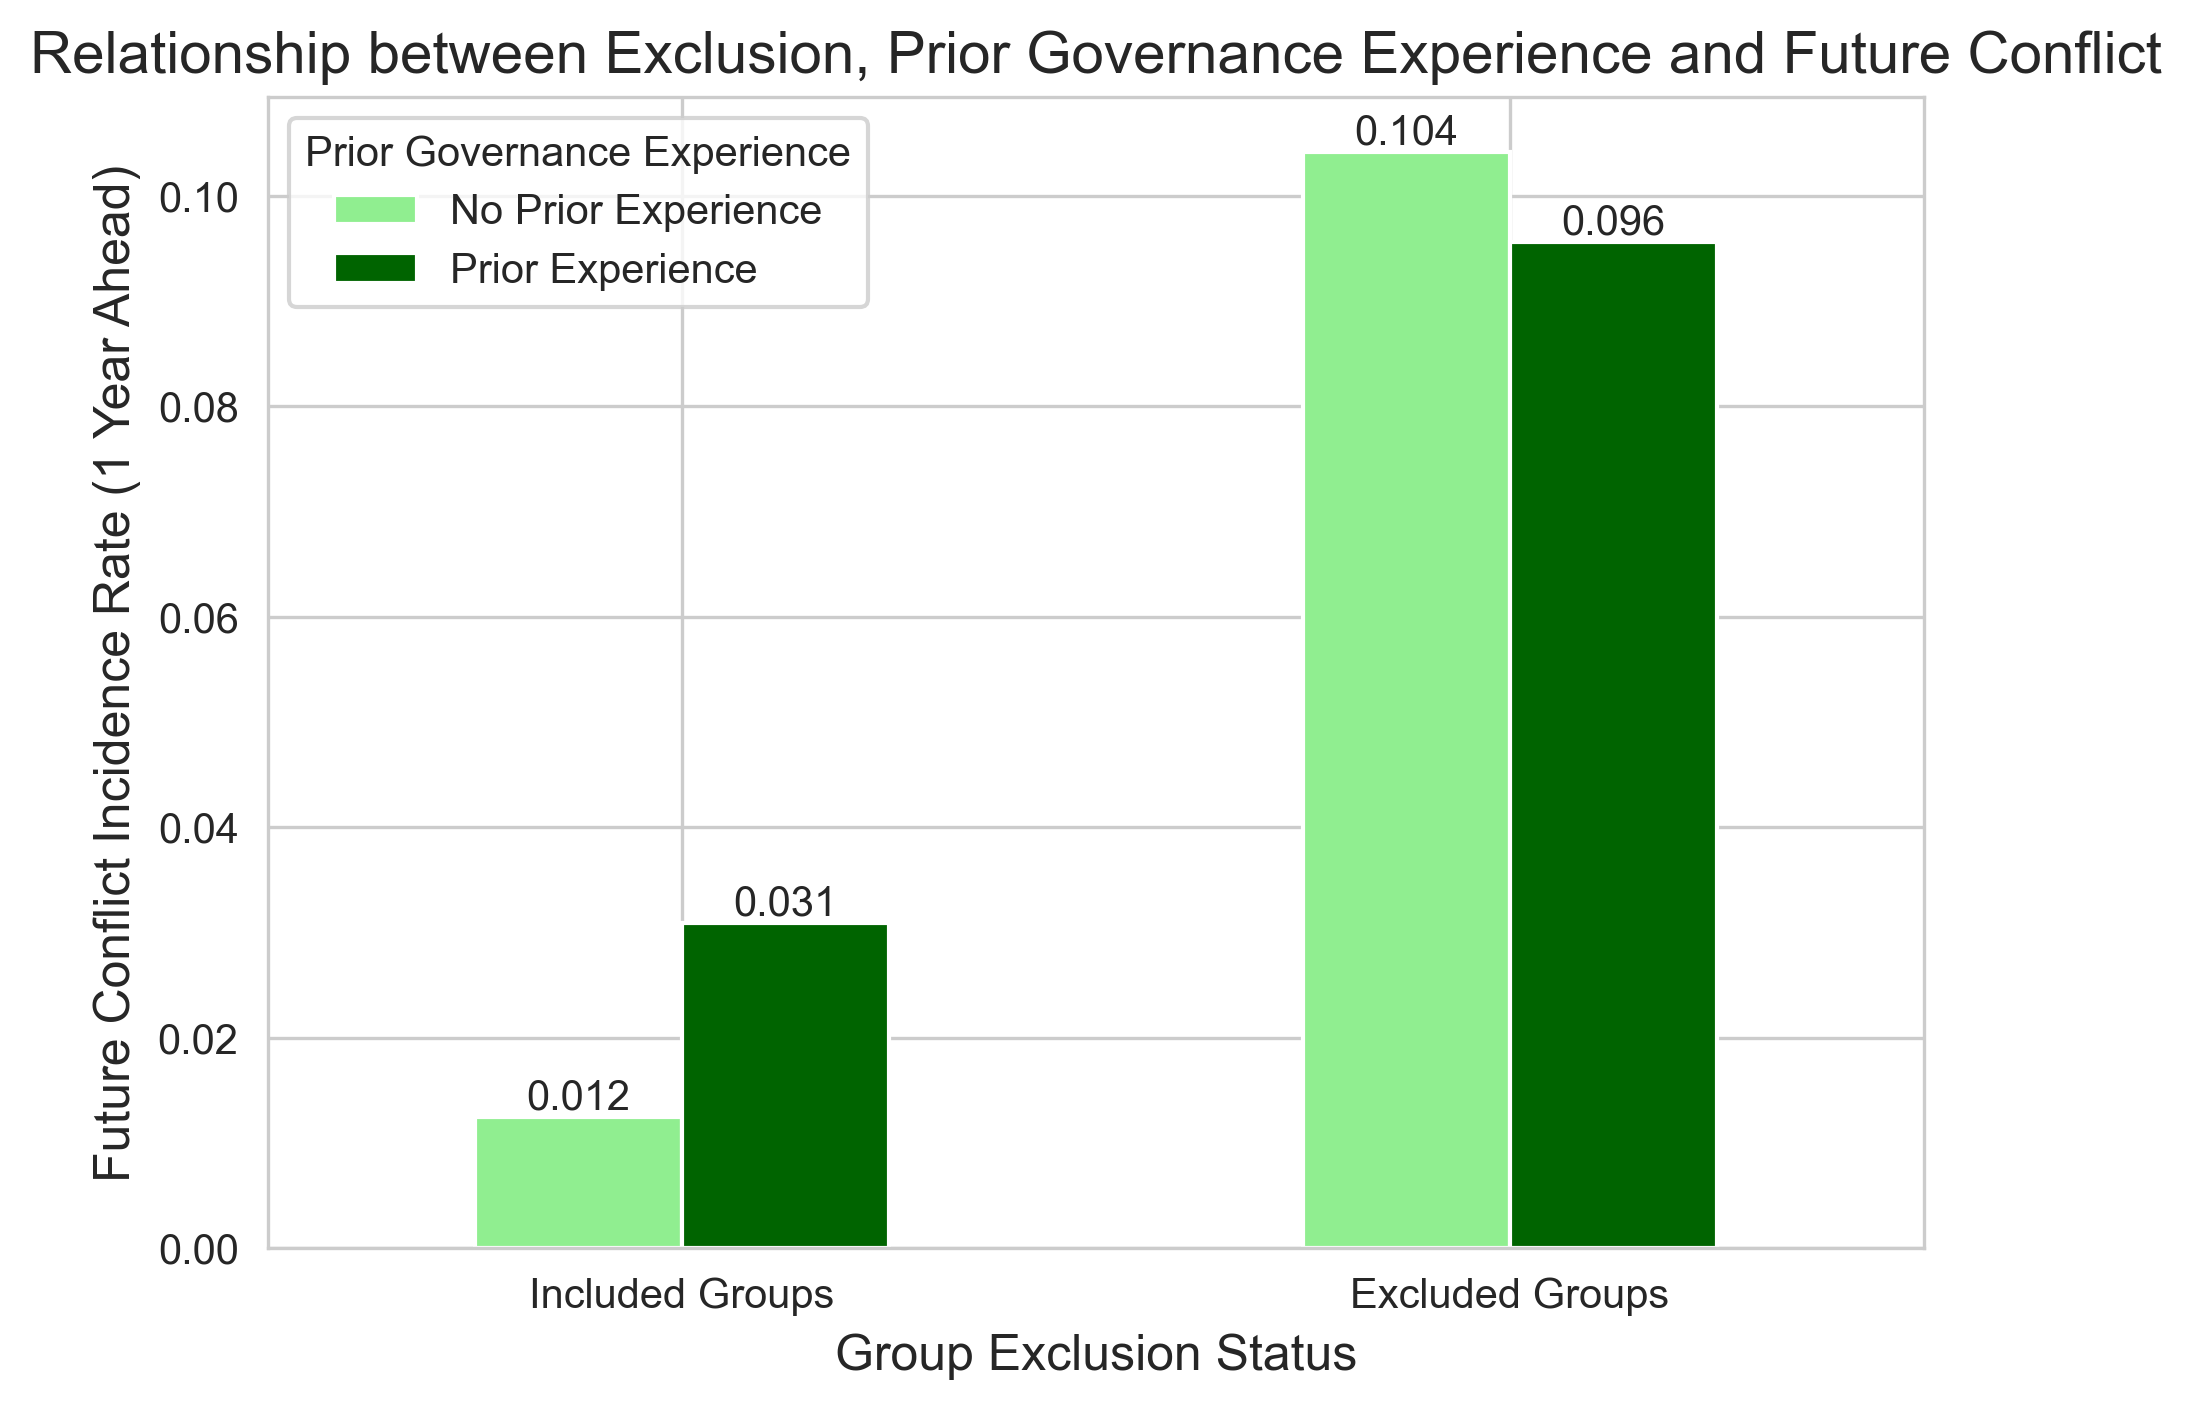 Relationship between Exclusion, Prior Governance Experience and Future Conflict
Prior Governance Experience
No Prior Experience
Prior Experience
Future Conflict Incidence Rate (1 Year Ahead)
0.10
0.08
0.06
0.04
0.02
0.00
0.012
0.031
0.104
0.096
Included Groups
Excluded Groups
Group Exclusion Status